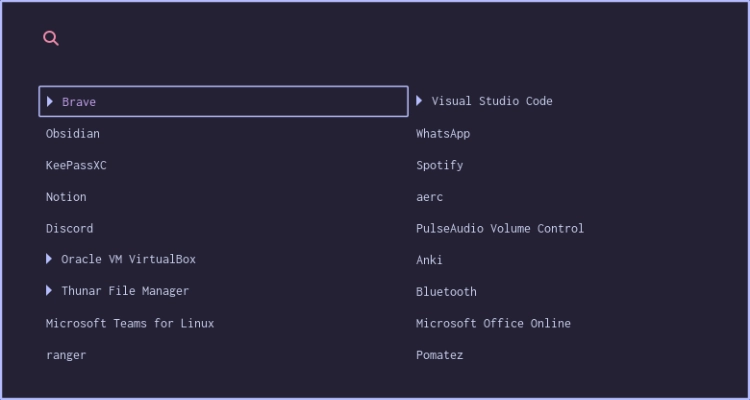 Brave
Visual Studio Code
Obsidian
WhatsApp
KeePassXC
Spotify
Notion
aerc
Discord
PulseAudio Volume Control
Oracle VM VirtualBox
Anki
Thunar File Manager
Bluetooth
Microsoft Teams for Linux
Microsoft Office Online
ranger
Pomatez